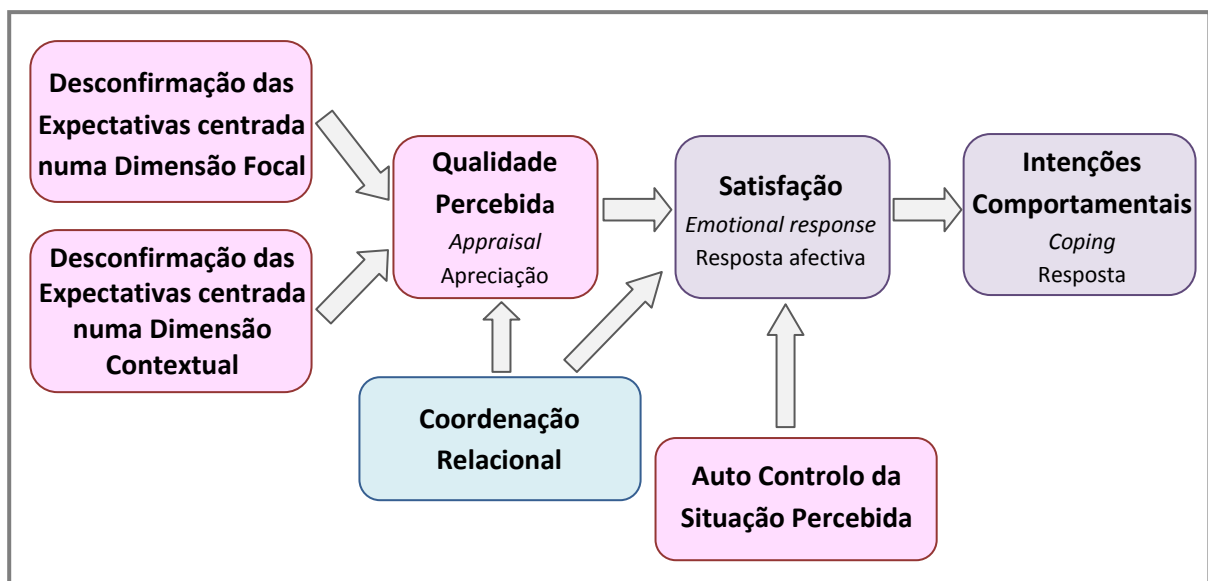 Desconfirmação das
Expectativas centrada
numa Dimensão Focal
Desconfirmação das
Expectativas centrada
numa Dimensão
Contextual
Qualidade
Percebida
Appraisal
Apreciação
Satisfação
Emotional response
Resposta afectiva
Intenções
Comportamentais
Coping
Resposta
Coordenação
Relacional
Auto Controlo da
Situação Percebida